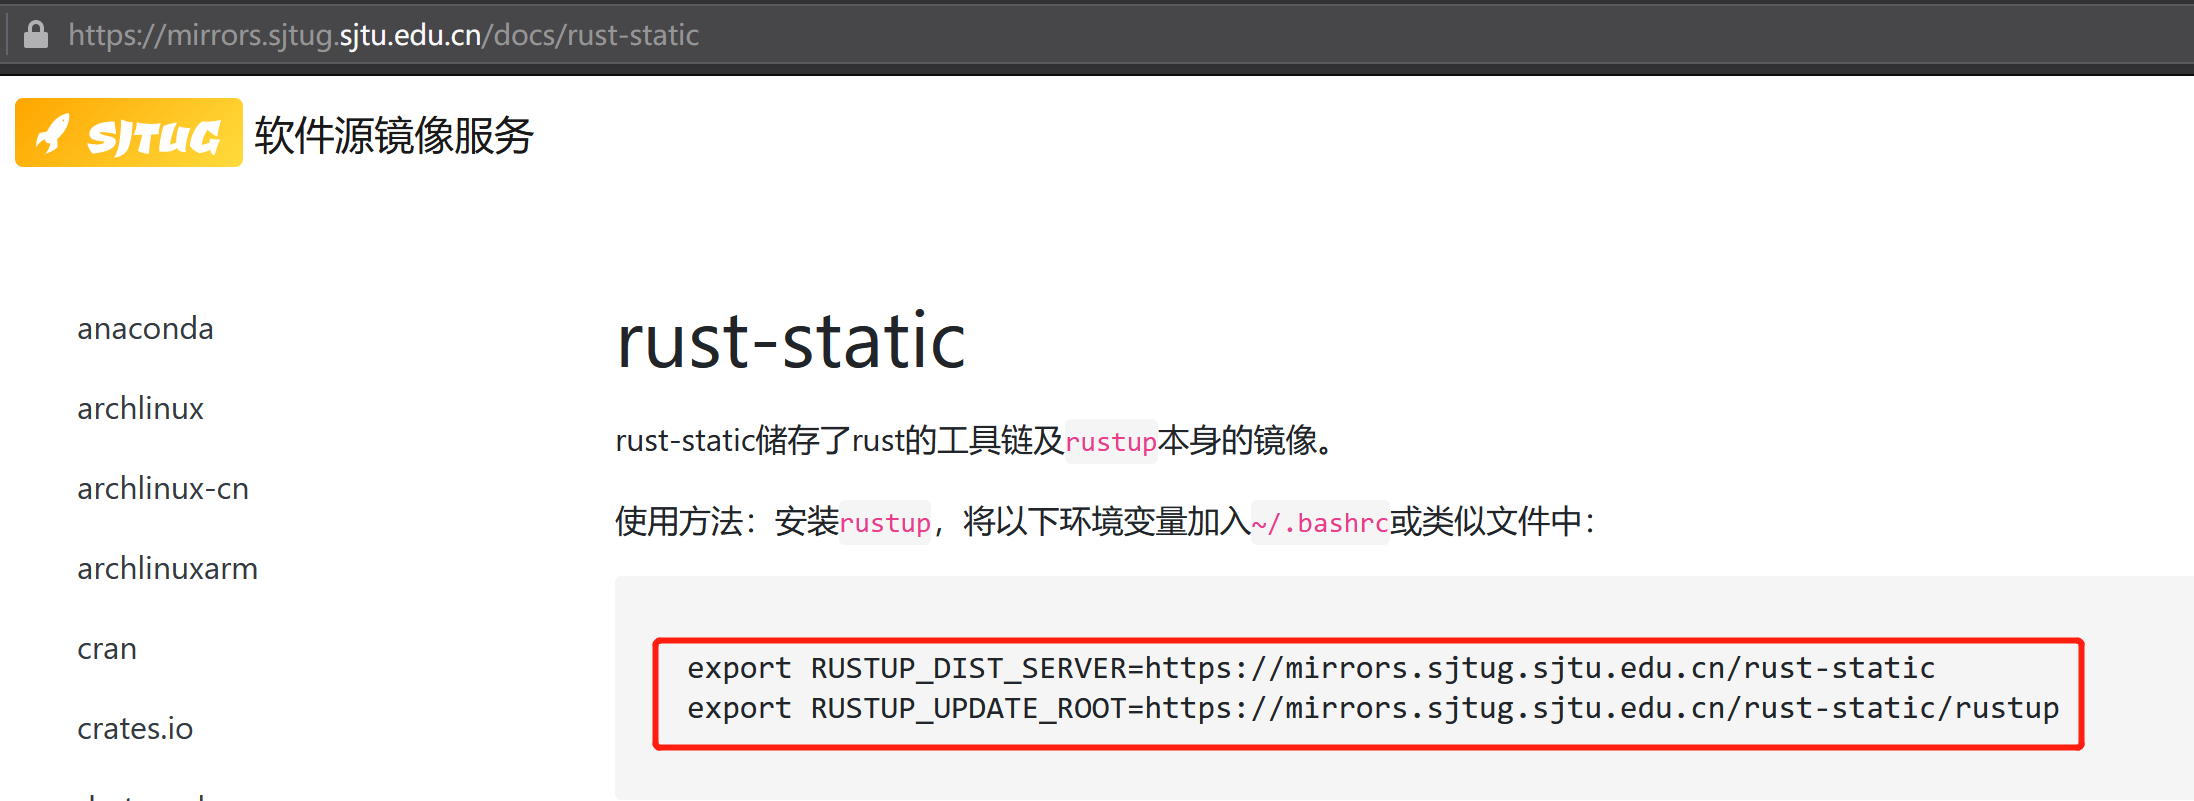 https://mirrors.sjtug.sjtu.edu.cn/docs/rust-static
SJTUG 软件源镜像服务
anaconda
archlinux
archlinux-cn
archlinuxarm
cran
crates.io
rust-static
rust-static储存了rust的工具链及rustup本身的镜像。
使用方法：安装rustup，将以下环境变量加入~/.bashrc或类似文件中：
export RUSTUP_DIST_SERVER=https://mirrors.sjtug.sjtu.edu.cn/rust-static
export RUSTUP_UPDATE_ROOT=https://mirrors.sjtug.sjtu.edu.cn/rust-static/rustup